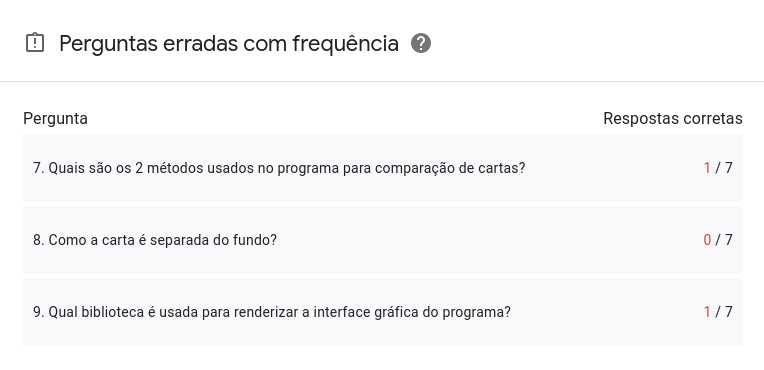 Perguntas erradas com frequência
Pergunta Respostas corretas
7. Quais são os 2 métodos usados no programa para comparação de cartas? 1 / 7
8. Como a carta é separada do fundo? 0 / 7
9. Qual biblioteca é usada para renderizar a interface gráfica do programa? 1 / 7